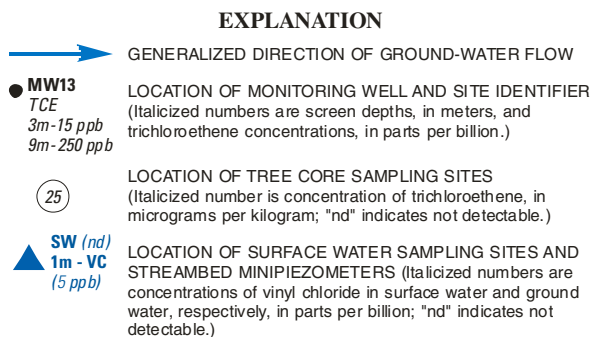 EXPLANATION
GENERALIZED DIRECTION OF GROUND-WATER FLOW
MW13
TCE
3m-15 ppb
9m-250 ppb
LOCATION OF MONITORING WELL AND SITE IDENTIFIER
(Italicized numbers are screen depths, in meters, and
trichloroethene concentrations, in parts per billion.)
25
LOCATION OF TREE CORE SAMPLING SITES
(Italicized number is concentration of trichloroethene, in
micrograms per kilogram; "nd" indicates not detectable.)
SW (nd)
1m - VC
(5 ppb)
LOCATION OF SURFACE WATER SAMPLING SITES AND
STREAMBED MINIPIEZOMETERS (Italicized numbers are
concentrations of vinyl chloride in surface water and ground
water, respectively, in parts per billion; "nd" indicates not
detectable.)